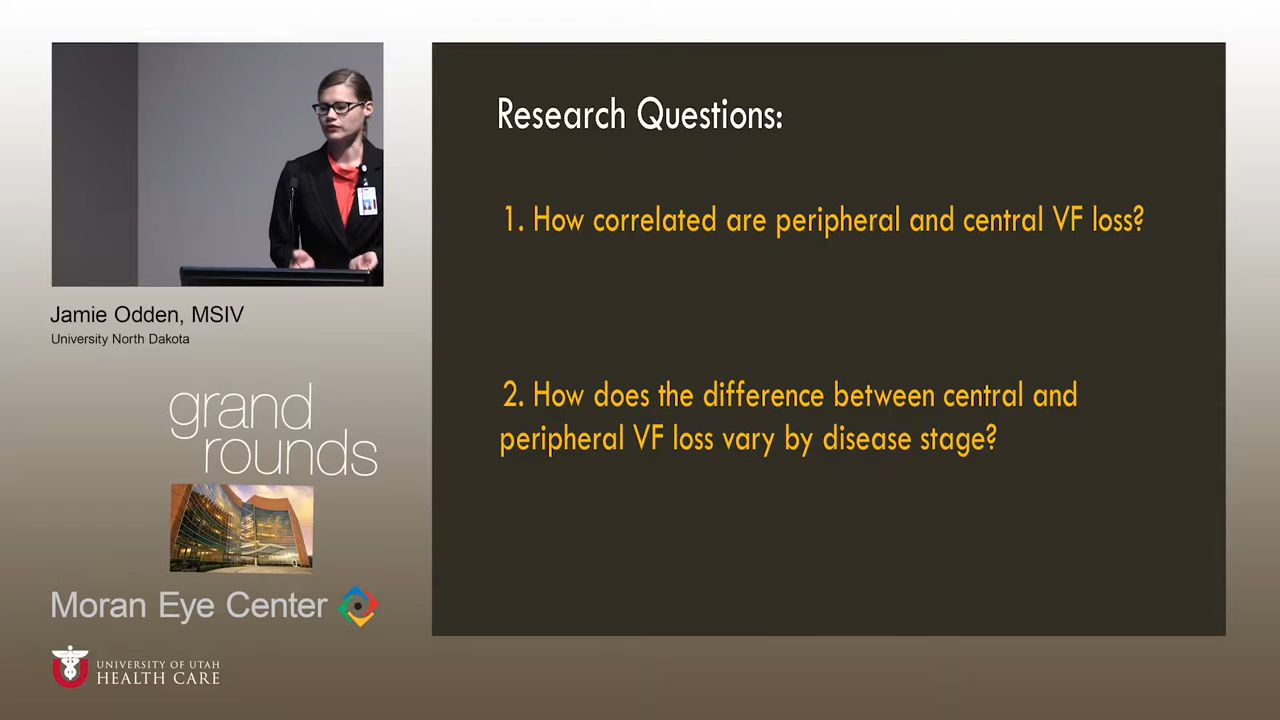 Research Questions:
1. How correlated are peripheral and central VF loss?
2. How does the difference between central and
peripheral VF loss vary by disease stage?
Jamie Odden, MSIV
University North Dakota
grand
rounds
Moran Eye Center
UNIVERSITY OF UTAH
HEALTH CARE